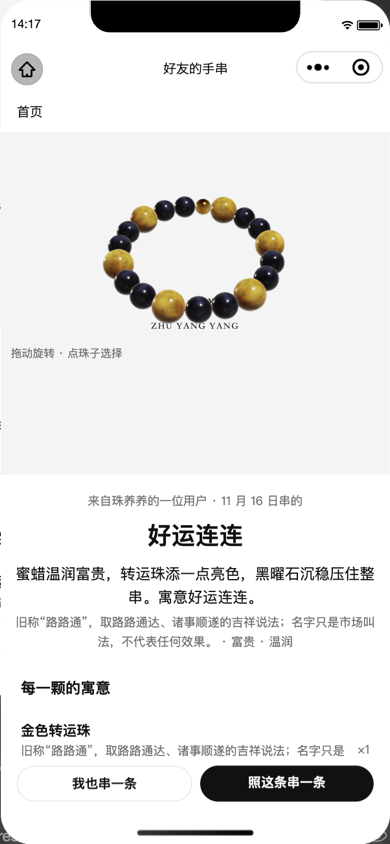 14:17
好友的手串
首页
ZHU YANG YANG
拖动旋转 · 点珠子选择
来自珠养养的一位用户 · 11 月 16 日串的
好运连连
蜜蜡温润富贵，转运珠添一点亮色，黑曜石沉稳压住整
串。寓意好运连连。
旧称“路路通”，取路路通达、诸事顺遂的吉祥说法；名字只是市场叫
法，不代表任何效果。 · 富贵 · 温润
每一颗的寓意
金色转运珠
旧称“路路通”，取路路通达、诸事顺遂的吉祥说法；名字只是 ×1
我也串一条
照这条串一条